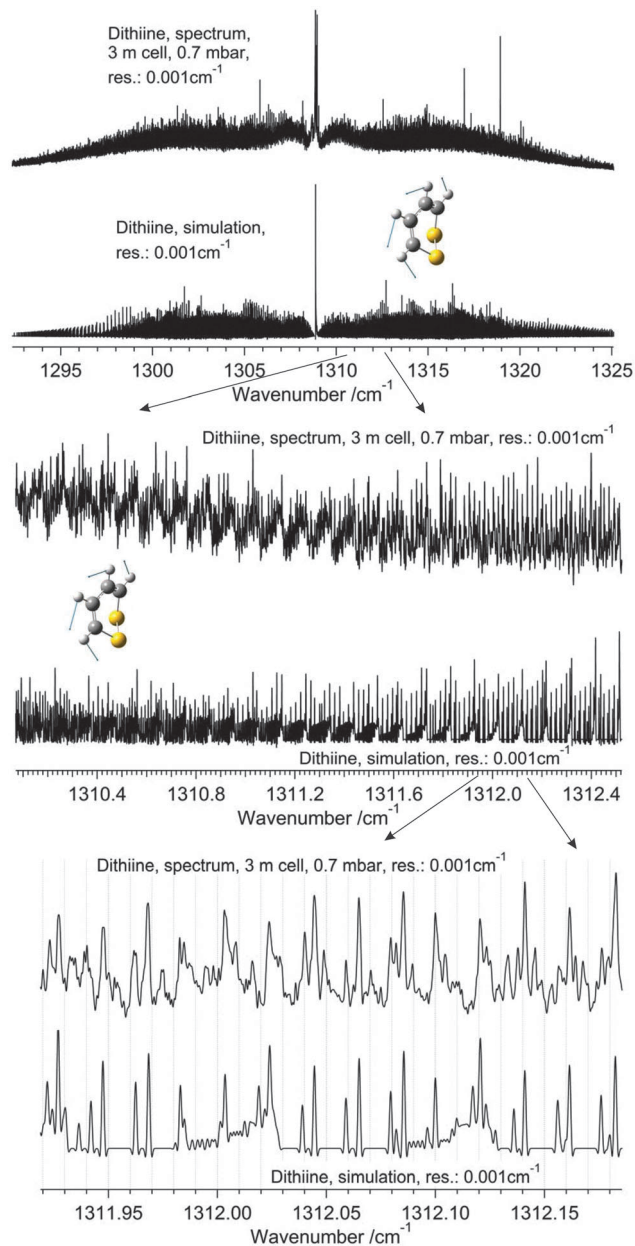 Dithiine, spectrum,
3 m cell, 0.7 mbar,
res.: 0.001cm⁻¹
Dithiine, simulation,
res.: 0.001cm⁻¹
1295 1300 1305 1310 1315 1320 1325
Wavenumber /cm⁻¹
Dithiine, spectrum, 3 m cell, 0.7 mbar, res.: 0.001cm⁻¹
Dithiine, simulation, res.: 0.001cm⁻¹
1310.4 1310.8 1311.2 1311.6 1312.0 1312.4
Wavenumber /cm⁻¹
Dithiine, spectrum, 3 m cell, 0.7 mbar, res.: 0.001cm⁻¹
Dithiine, simulation, res.: 0.001cm⁻¹
1311.95 1312.00 1312.05 1312.10 1312.15
Wavenumber /cm⁻¹